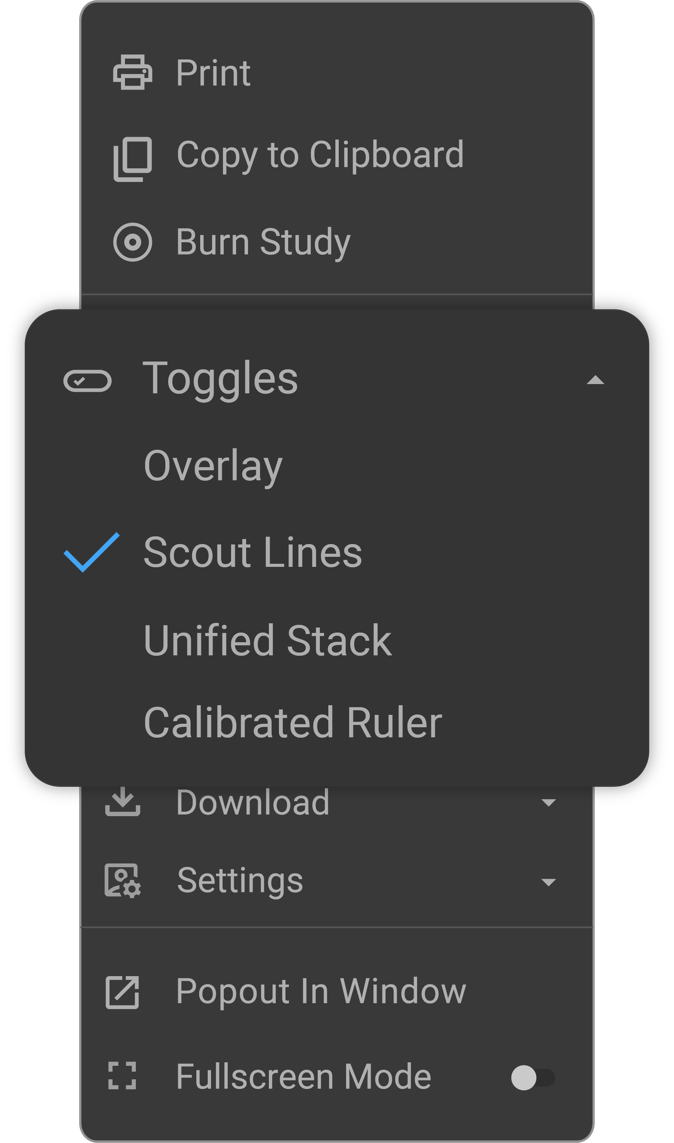 Print
Copy to Clipboard
Burn Study
Toggles
Overlay
Scout Lines
Unified Stack
Calibrated Ruler
Download
Settings
Popout In Window
Fullscreen Mode